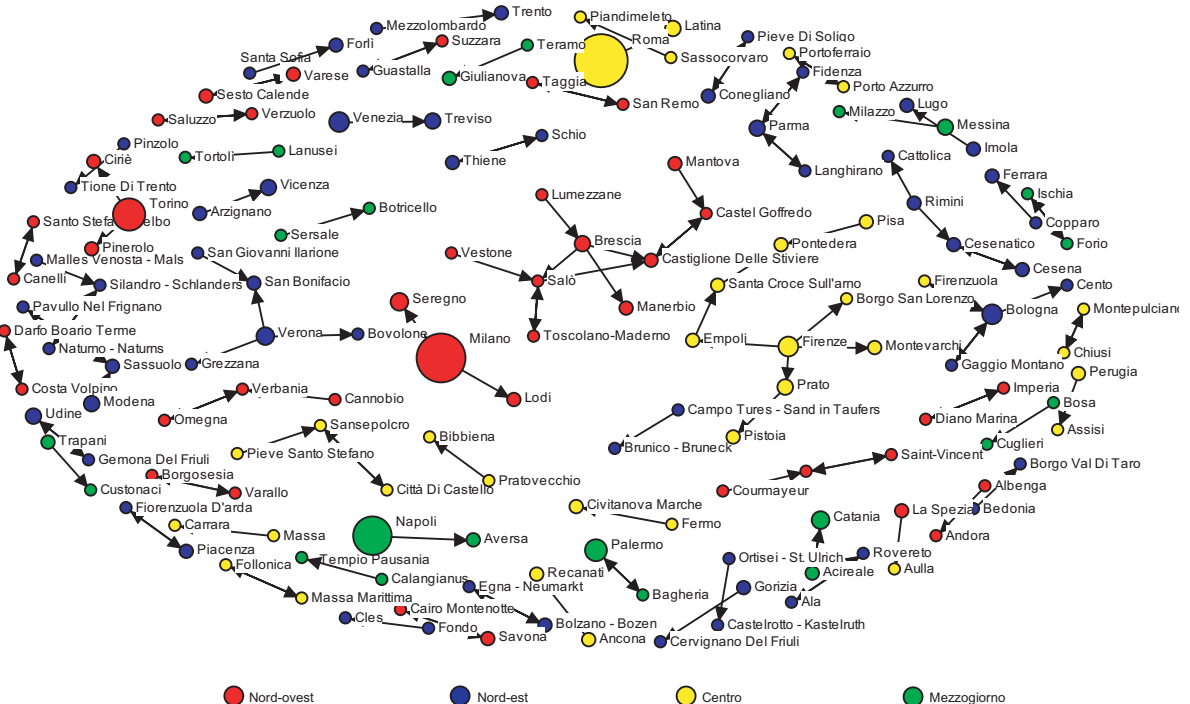 Trento
Piandimeleto
Mezzolombardo
Latina
Pieve Di Soligo
Forlì
Suzzara
Teramo
Roma
Portoferraio
Santa Sofia
Sassocorvaro
Varese
Guastalla
Giulianova
Taggia
Fidenza
Sesto Calende
Conegliano
Porto Azzurro
San Remo
Lugo
Verzuolo
Milazzo
Saluzzo
Venezia
Treviso
Parma
Messina
Schio
Pinzolo
Imola
Tortolì
Lanusei
Cattolica
Ciriè
Thiene
Mantova
Langhirano
Ferrara
Tione Di Trento
Vicenza
Ischia
Torino
Lumezzane
Rimini
Arzignano
Botricello
Castel Goffredo
Santo Stefa elbo
Pisa
Copparo
Sersale
Pinerolo
Brescia
Pontedera
Cesenatico
Forio
San Giovanni Ilarione
Vestone
Malles Venosta - Mals
Castiglione Delle Stiviere
Cesena
Canelli
Silandro - Schlanders
San Bonifacio
Salò
Santa Croce Sull'arno
Firenzuola
Cento
Seregno
Borgo San Lorenzo
Pavullo Nel Frignano
Manerbio
Bologna
Montepulciano
Darfo Boario Terme
Verona
Bovolone
Milano
Toscolano-Maderno
Empoli
Firenze
Naturno - Naturns
Montevarchi
Chiusi
Sassuolo
Grezzana
Gaggio Montano
Perugia
Costa Volpino
Verbania
Prato
Imperia
Modena
Cannobio
Lodi
Bosa
Udine
Omegna
Sansepolcro
Campo Tures - Sand in Taufers
Diano Marina
Assisi
Trapani
Bibbiena
Pistoia
Cuglieri
Pieve Santo Stefano
Brunico - Bruneck
Saint-Vincent
Gemona Del Friuli
Borgo Val Di Taro
Borgosesia
Pratovecchio
Albenga
Custonaci
Varallo
Città Di Castello
Courmayeur
Fiorenzuola D'arda
Civitanova Marche
La Spezia
Bedonia
Carrara
Napoli
Fermo
Catania
Massa
Aversa
Andora
Piacenza
Palermo
Tempio Pausania
Ortisei - St. Ulrich
Rovereto
Follonica
Recanati
Acireale
Aulla
Calangianus
Egna - Neumarkt
Gorizia
Massa Marittima
Bagheria
Ala
Cairo Montenotte
Cles
Fondo
Bolzano - Bozen
Castelrotto - Kastelruth
Savona
Ancona
Cervignano Del Friuli
Nord-ovest
Nord-est
Centro
Mezzogiorno